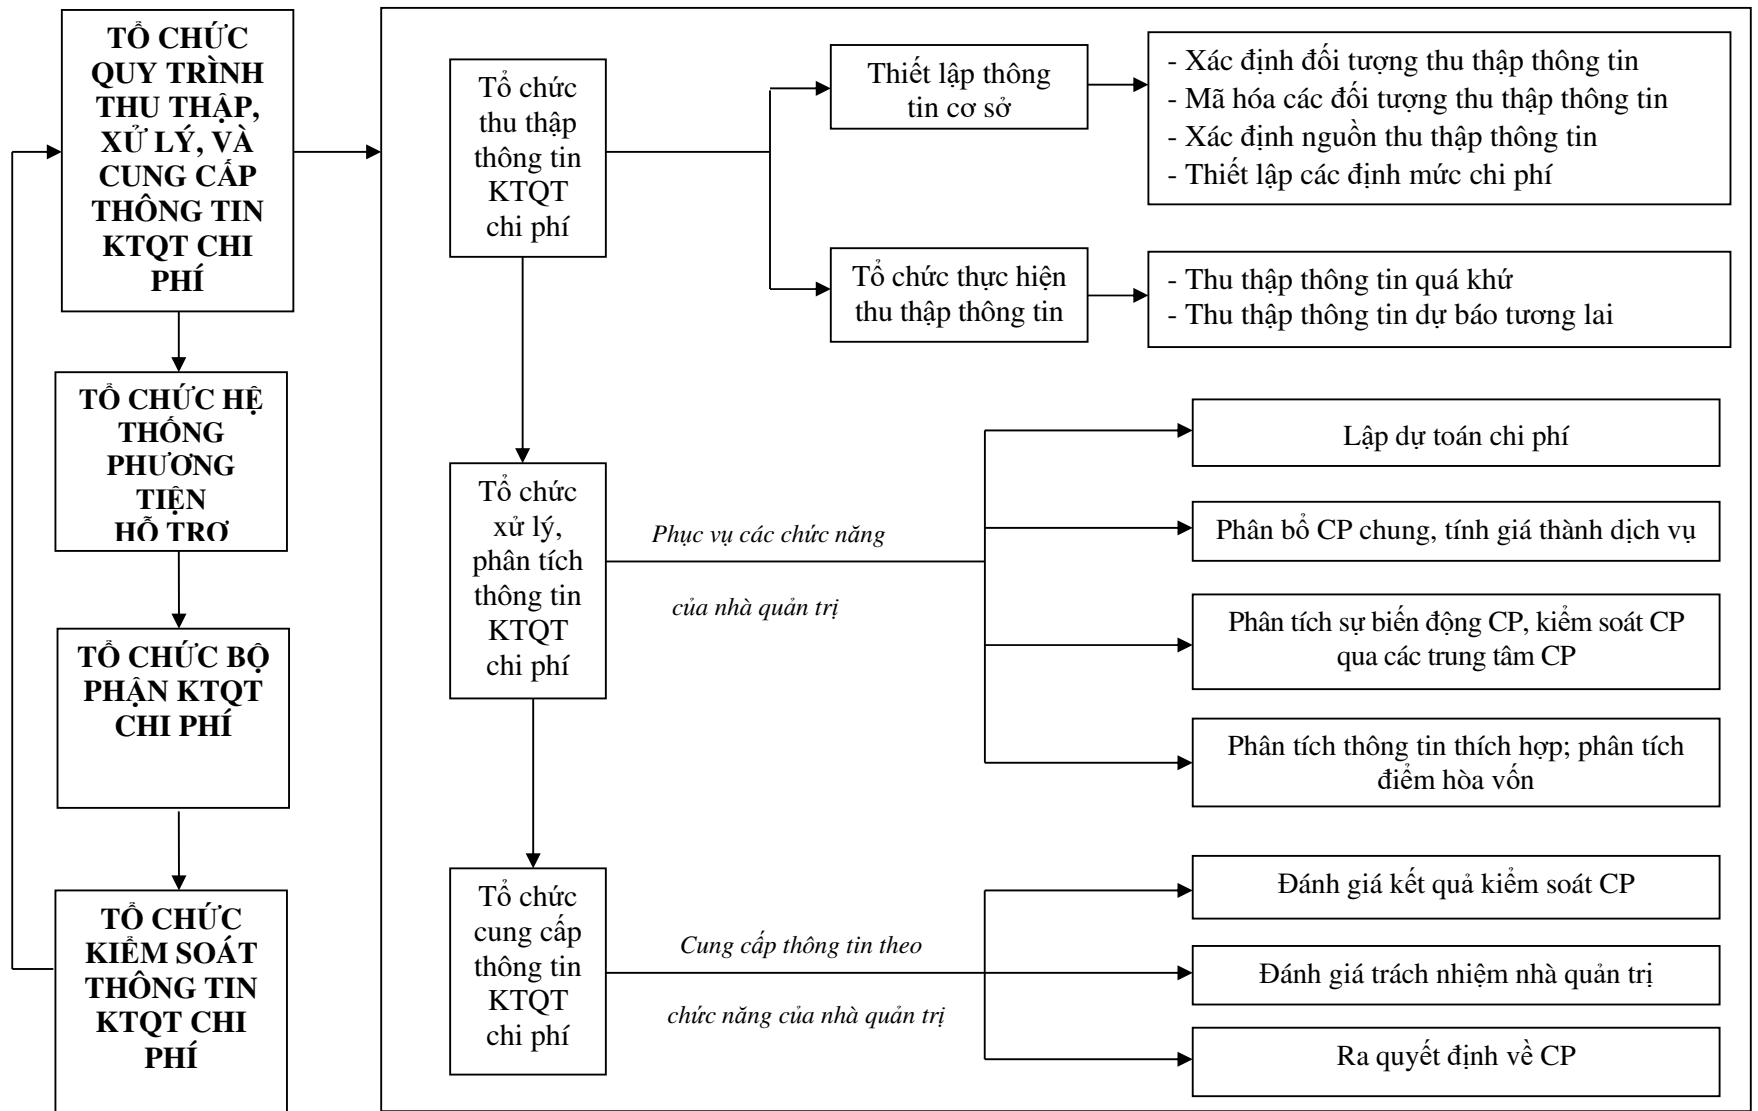 TỔ CHỨC
QUY TRÌNH
THU THẬP,
XỬ LÝ, VÀ
CUNG CẤP
THÔNG TIN
KTQT CHI
PHÍ
TỔ CHỨC HỆ
THỐNG
PHƯƠNG
TIỆN
HỖ TRỢ
TỔ CHỨC BỘ
PHẬN KTQT
CHI PHÍ
TỔ CHỨC
KIỂM SOÁT
THÔNG TIN
KTQT CHI
PHÍ
Tổ chức
thu thập
thông tin
KTQT
chi phí
Thiết lập thông
tin cơ sở
- Xác định đối tượng thu thập thông tin
- Mã hóa các đối tượng thu thập thông tin
- Xác định nguồn thu thập thông tin
- Thiết lập các định mức chi phí
Tổ chức thực hiện
thu thập thông tin
- Thu thập thông tin quá khứ
- Thu thập thông tin dự báo tương lai
Tổ chức
xử lý,
phân tích
thông tin
KTQT
chi phí
Phục vụ các chức năng
của nhà quản trị
Lập dự toán chi phí
Phân bổ CP chung, tính giá thành dịch vụ
Phân tích sự biến động CP, kiểm soát CP
qua các trung tâm CP
Phân tích thông tin thích hợp; phân tích
điểm hòa vốn
Tổ chức
cung cấp
thông tin
KTQT
chi phí
Cung cấp thông tin theo
chức năng của nhà quản trị
Đánh giá kết quả kiểm soát CP
Đánh giá trách nhiệm nhà quản trị
Ra quyết định về CP